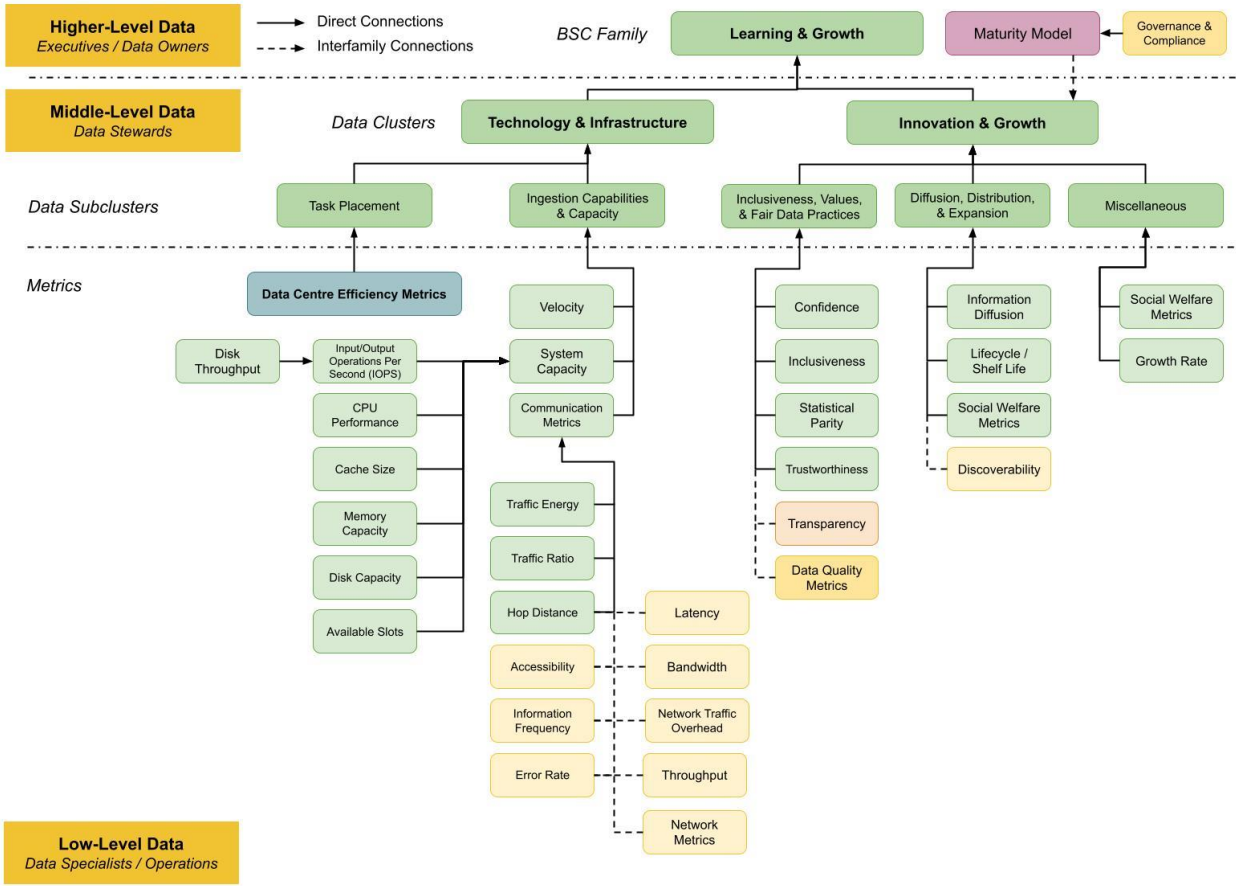 Higher-Level Data
Executives / Data Owners
Direct Connections
Interfamily Connections
BSC Family
Learning & Growth
Maturity Model
Governance &
Compliance
Middle-Level Data
Data Stewards
Data Clusters
Technology & Infrastructure
Innovation & Growth
Data Subclusters
Task Placement
Ingestion Capabilities
& Capacity
Inclusiveness, Values,
& Fair Data Practices
Diffusion, Distribution,
& Expansion
Miscellaneous
Metrics
Data Centre Efficiency Metrics
Velocity
Confidence
Information
Diffusion
Social Welfare
Metrics
Disk
Throughput
Input/Output
Operations Per
Second (IOPS)
System
Capacity
Inclusiveness
Lifecycle /
Shelf Life
Growth Rate
CPU
Performance
Communication
Metrics
Statistical
Parity
Social Welfare
Metrics
Cache Size
Trustworthiness
Discoverability
Memory
Capacity
Traffic Energy
Transparency
Disk Capacity
Traffic Ratio
Data Quality
Metrics
Available Slots
Hop Distance
Latency
Accessibility
Bandwidth
Information
Frequency
Network Traffic
Overhead
Error Rate
Throughput
Network
Metrics
Low-Level Data
Data Specialists / Operations